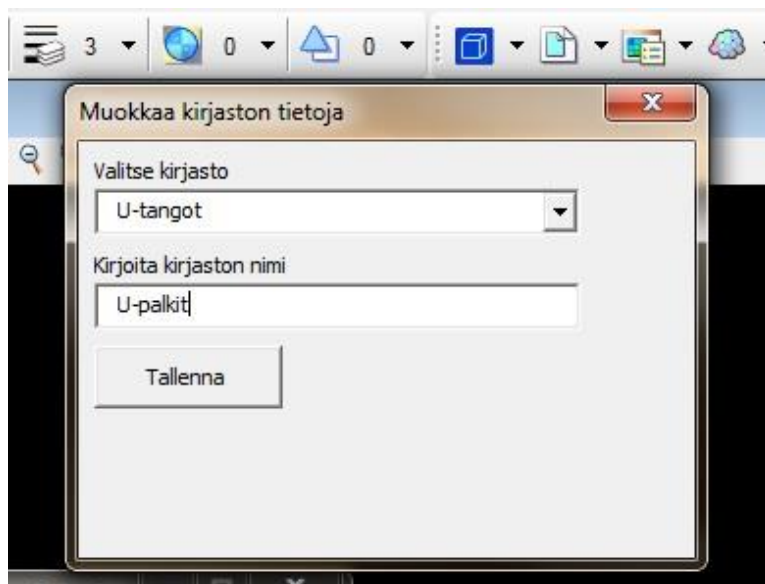 3 0 0
Muokkaa kirjaston tietoja
Valitse kirjasto
U-tangot
Kirjoita kirjaston nimi
U-palkit
Tallenna